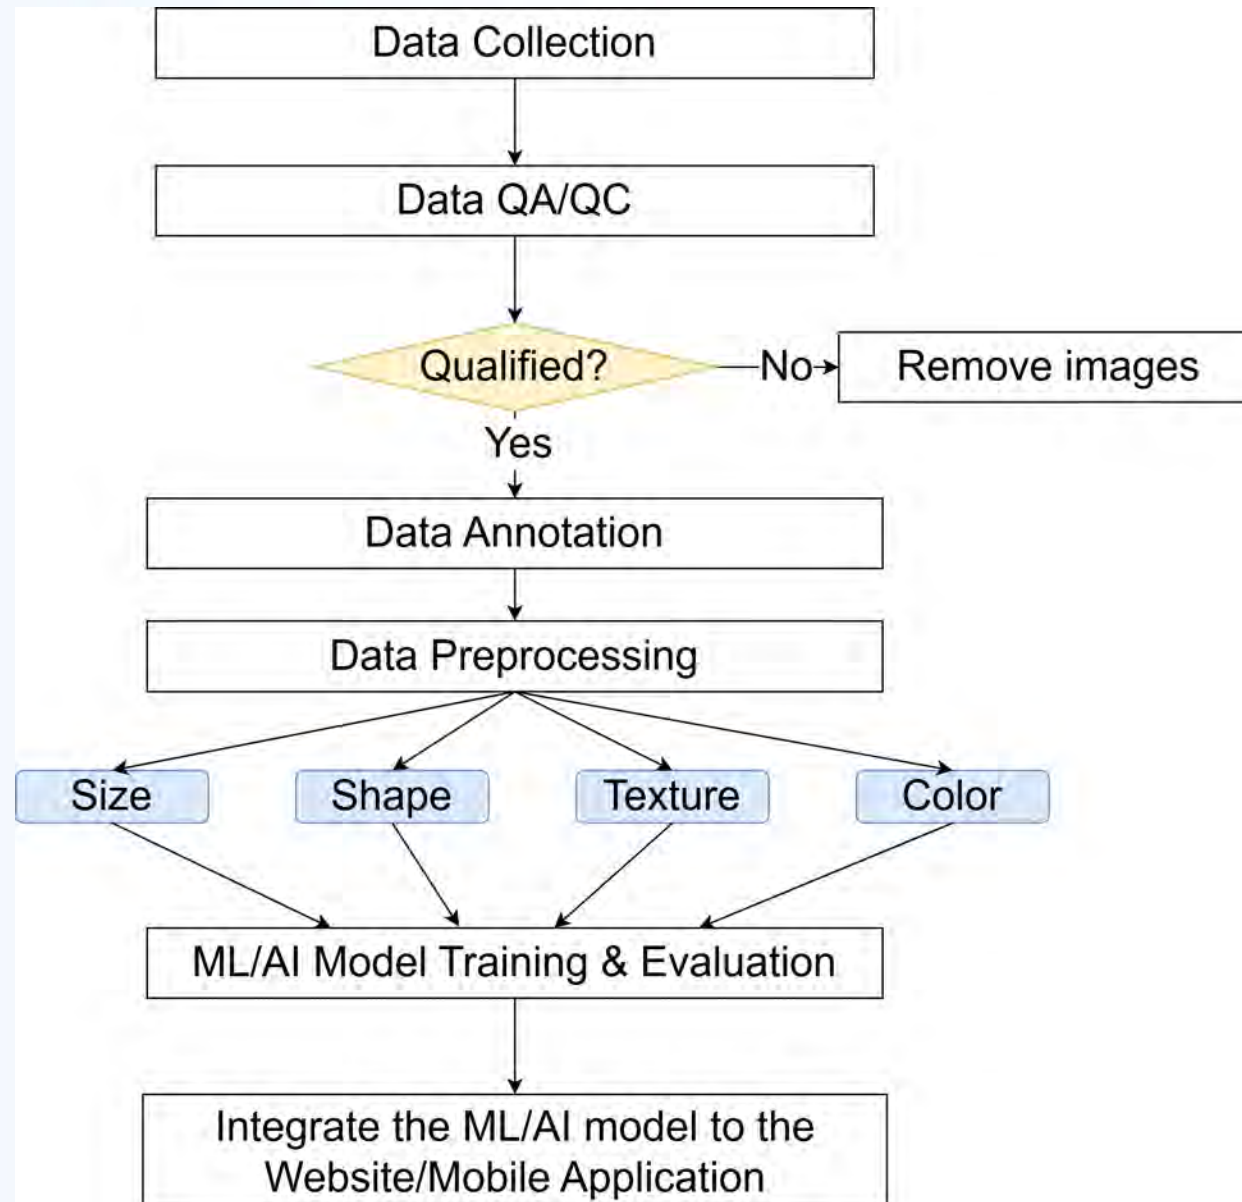 Data Collection
Data QA/QC
Qualified?
No
Remove images
Yes
Data Annotation
Data Preprocessing
Size
Shape
Texture
Color
ML/AI Model Training & Evaluation
Integrate the ML/AI model to the
Website/Mobile Application